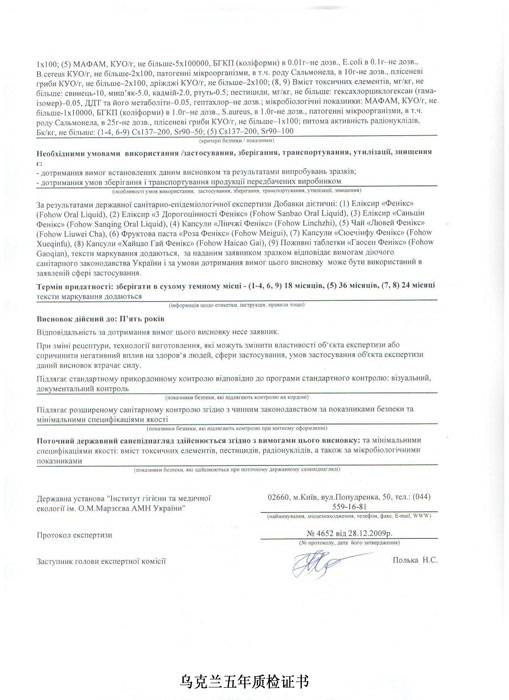 1х100; (5) МАФАМ, КУО/г, не більше-5х100000, БГКП (коліформи) в 0.01г–не дозв., E.coli в 0.1г–не дозв.,
B.cereus КУО/г, не більше–2х100, патогенні мікроорганізми, в т.ч. роду Сальмонела, в 10г-не дозв., плісеневі
гриби КУО/г, не більше–2х100, дріжджі КУО/г, не більше–2х100; (8, 9) Вміст токсичних елементів, мг/кг, не
більше: свинець-10, миш'як-5.0, кадмій-2.0, ртуть-0.5; пестициди, мг/кг, не більше: гексахлорциклогексан (гама-
ізомер)–0.05, ДДТ та його метаболіти–0.05, гептахлор–не дозв.; мікробіологічні показники: МАФАМ, КУО/г, не
більше-1х10000, БГКП (коліформи) в 1.0г–не дозв., S.aureus, в 1.0г–не дозв., патогенні мікроорганізми, в т.ч.
роду Сальмонела, в 25г-не дозв., плісеневі гриби КУО/г, не більше–1х100; питома активність радіонуклідів,
Бк/кг, не більш: (1-4, 6-9) Cs137–200, Sr90–50; (5) Cs137–200, Sr90–100
(критерії безпеки / показники)
Необхідними умовами використання /застосування, зберігання, транспортування, утилізації, знищення
є:
- дотримання вимог встановлених даним висновком та результатами випробувань зразків;
- дотримання умов зберігання і транспортування продукції передбачених виробником
(особливості умов використання, застосування, зберігання, транспортування, утилізації, знищення)
За результатами державної санітарно-епідеміологічної експертизи Добавки дієтичні: (1) Еліксир «Фенікс»
(Fohow Oral Liquid), (2) Еліксир «3 Дорогоцінності Фенікс» (Fohow Sanbao Oral Liquid), (3) Еліксир «Саньцін
Фенікс» (Fohow Sanqing Oral Liquid), (4) Капсули «Лінчжі Фенікс» (Fohow Linchzhi), (5) Чай «Лювей Фенікс»
(Fohow Liuwei Cha), (6) Фруктова паста «Роза Фенікс» (Fohow Meigui), (7) Капсули «Сюечінфу Фенікс» (Fohow
Xueqinfu), (8) Капсули «Хайцао Гай Фенікс» (Fohow Haicao Gai), (9) Поживні таблетки «Гаосен Фенікс» (Fohow
Gaoqian), тексти маркування додаються, за наданим заявником зразком відповідає вимогам діючого
санітарного законодавства України і за умови дотримання вимог цього висновку може бути використаний в
заявленій сфері застосування.
Термін придатності: зберігати в сухому темному місці - (1-4, 6, 9) 18 місяців, (5) 36 місяців, (7, 8) 24 місяці
тексти маркування додаються
(інформація щодо етикетки, інструкція, правила тощо)
Висновок дійсний до: П'ять років
Відповідальність за дотримання вимог цього висновку несе заявник.
При зміні рецептури, технології виготовлення, які можуть змінити властивості об'єкта експертизи або
спричинити негативний вплив на здоров'я людей, сфери застосування, умов застосування об'єкта експертизи
даний висновок втрачає силу.
Підлягає стандартному прикордонному контролю відповідно до програми стандартного контролю: візуальний,
документальний контроль
(показники безпеки, які підлягають контролю на кордоні)
Підлягає розширеному санітарному контролю згідно з чинним законодавством за показниками безпеки та
мінімальними специфікаціями якості
(показники безпеки, які підлягають контролю при митному оформленні)
Поточний державний санепіднагляд здійснюється згідно з вимогами цього висновку: та мінімальними
специфікаціями якості: вміст токсичних елементів, пестицидів, радіонуклідів, а також за мікробіологічними
показниками
(показники безпеки, які здійснюються при поточному державному санепіднагляді)
Державна установа "Інститут гігієни та медичної
екології ім. О.М.Марзєєва АМН України"
02660, м.Київ, вул.Попудренка, 50, тел.: (044)
559-16-81
(найменування, місцезнаходження, телефон, факс, E-mail, WWW)
Протокол експертизи
№ 4652 від 28.12.2009р.
(№ протоколу, дата його затвердження)
Заступник голови експертної комісії
Полька Н.С.
乌克兰五年质检证书